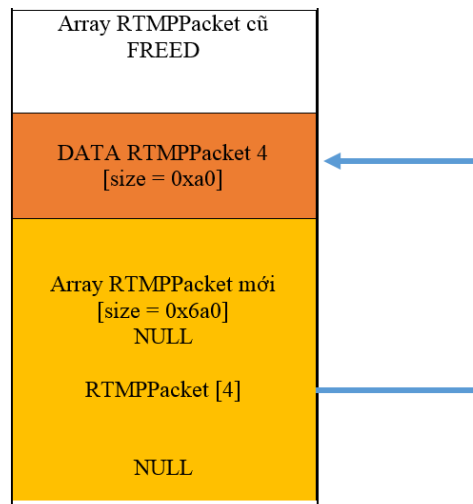 Array RTMPPacket cũ
FREED
DATA RTMPPacket 4
[size = 0xa0]
Array RTMPPacket mới
[size = 0x6a0]
NULL
RTMPPacket [4]
NULL